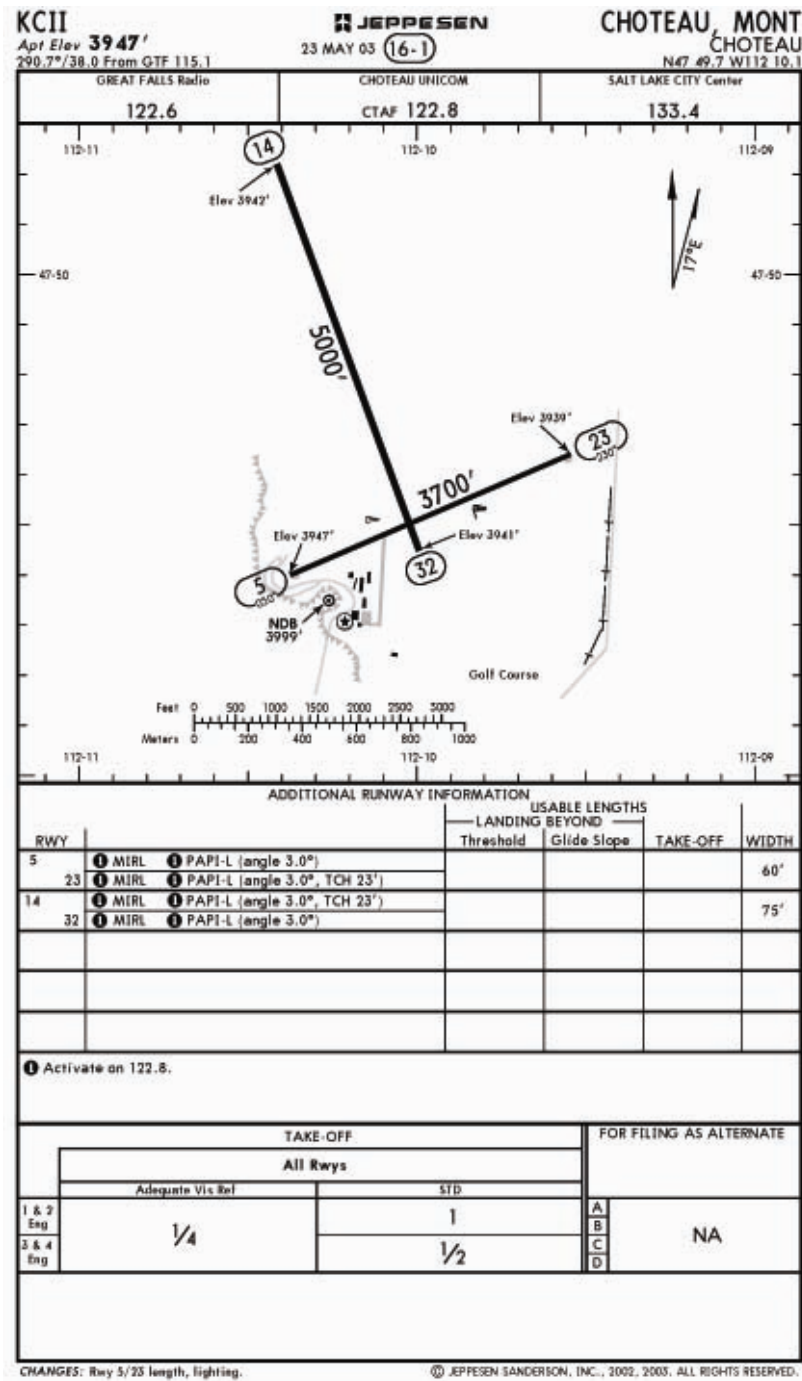 KCII
JEPPESEN
CHOTEAU, MONT
Apt Elev 3947'
23 MAY 03 16-1
CHOTEAU
290.7°/38.0 From GTF 115.1
N47 49.7 W112 10.1
GREAT FALLS Radio
CHOTEAU UNICOM
SALT LAKE CITY Center
122.6
CTAF 122.8
133.4
112-11
112-10
112-09
14
Elev 3942'
17°E
47-50
47-50
5000'
Elev 3939'
23
030°
3700'
Elev 3947'
Elev 3941'
5
32
NDB
3999'
Golf Course
Feet 0 500 1000 1500 2000 2500 3000
Meters 0 200 400 600 800 1000
112-11
112-10
112-09
ADDITIONAL RUNWAY INFORMATION
USABLE LENGTHS
LANDING BEYOND
RWY Threshold Glide Slope TAKE-OFF WIDTH
5 1 MIRL 1 PAPI-L (angle 3.0°)
60'
23 1 MIRL 1 PAPI-L (angle 3.0°, TCH 23')
14 1 MIRL 1 PAPI-L (angle 3.0°, TCH 23')
75'
32 1 MIRL 1 PAPI-L (angle 3.0°)
1 Activate on 122.8.
TAKE-OFF
FOR FILING AS ALTERNATE
All Rwys
Adequate Vis Ref
STD
1 & 2
Eng
1/4
1
3 & 4
Eng
1/2
A
B
C
D
NA
CHANGES: Rwy 5/23 length, lighting.
© JEPPESEN SANDERSON, INC., 2002, 2003. ALL RIGHTS RESERVED.